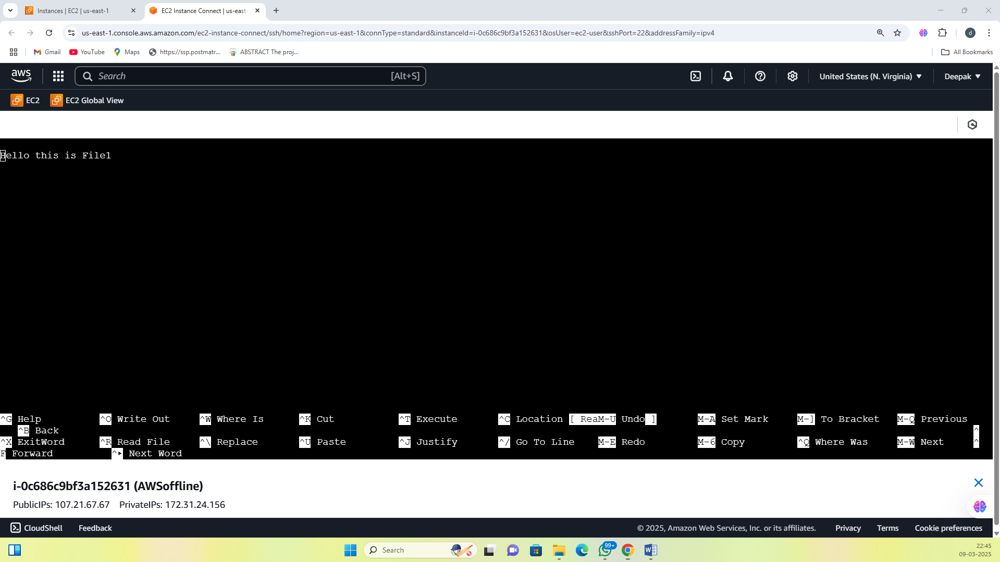 Instances | EC2 | us-east-1
EC2 Instance Connect | us-east-
us-east-1.console.aws.amazon.com/ec2-instance-connect/ssh/home?region=us-east-1&connType=standard&instanceId=i-0c686c9bf3a152631&osUser=ec2-user&sshPort=22&addressFamily=ipv4
d
Gmail YouTube Maps https://ssp.postmatr... ABSTRACT The proj... All Bookmarks
aws Search [Alt+S] United States (N. Virginia) Deepak
EC2 EC2 Global View
Hello this is File1
^G Help ^O Write Out ^W Where Is ^K Cut ^T Execute ^C Location [ ReaM-U Undo ] M-A Set Mark M-] To Bracket M-Q Previous
^B Back ^
^X ExitWord ^R Read File ^\ Replace ^U Paste ^J Justify ^/ Go To Line M-E Redo M-6 Copy ^Q Where Was M-W Next ^
F Forward ^▸ Next Word
i-0c686c9bf3a152631 (AWSoffline)
PublicIPs: 107.21.67.67 PrivateIPs: 172.31.24.156
CloudShell Feedback © 2025, Amazon Web Services, Inc. or its affiliates. Privacy Terms Cookie preferences
Search 99+ 22:45
09-03-2025